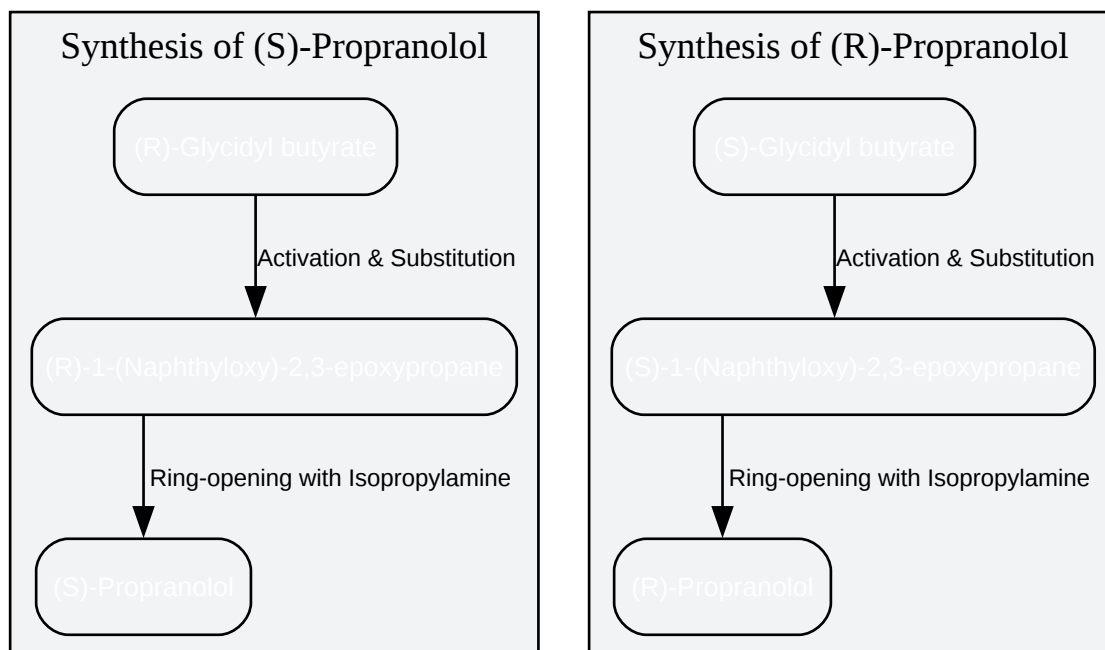 Synthesis of (S)-Propranolol
(R)-Glycidyl butyrate
Activation & Substitution
(R)-1-(Naphthyloxy)-2,3-epoxypropane
Ring-opening with Isopropylamine
(S)-Propranolol
Synthesis of (R)-Propranolol
(S)-Glycidyl butyrate
Activation & Substitution
(S)-1-(Naphthyloxy)-2,3-epoxypropane
Ring-opening with Isopropylamine
(R)-Propranolol